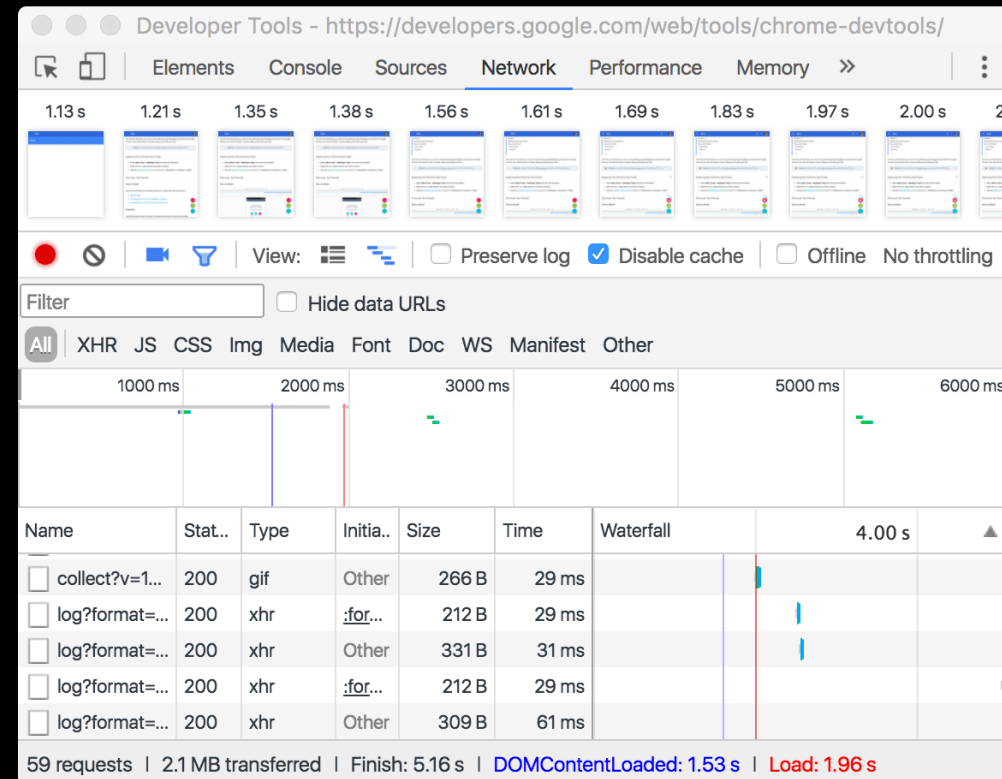 Developer Tools - https://developers.google.com/web/tools/chrome-devtools/
Elements Console Sources Network Performance Memory »
1.13 s 1.21 s 1.35 s 1.38 s 1.56 s 1.61 s 1.69 s 1.83 s 1.97 s 2.00 s 2
View: Preserve log Disable cache Offline No throttling
Filter Hide data URLs
All XHR JS CSS Img Media Font Doc WS Manifest Other
1000 ms 2000 ms 3000 ms 4000 ms 5000 ms 6000 ms
Name Stat... Type Initia.. Size Time Waterfall 4.00 s ▲
collect?v=1... 200 gif Other 266 B 29 ms
log?format=... 200 xhr :for... 212 B 29 ms
log?format=... 200 xhr Other 331 B 31 ms
log?format=... 200 xhr :for... 212 B 29 ms
log?format=... 200 xhr Other 309 B 61 ms
59 requests | 2.1 MB transferred | Finish: 5.16 s | DOMContentLoaded: 1.53 s | Load: 1.96 s